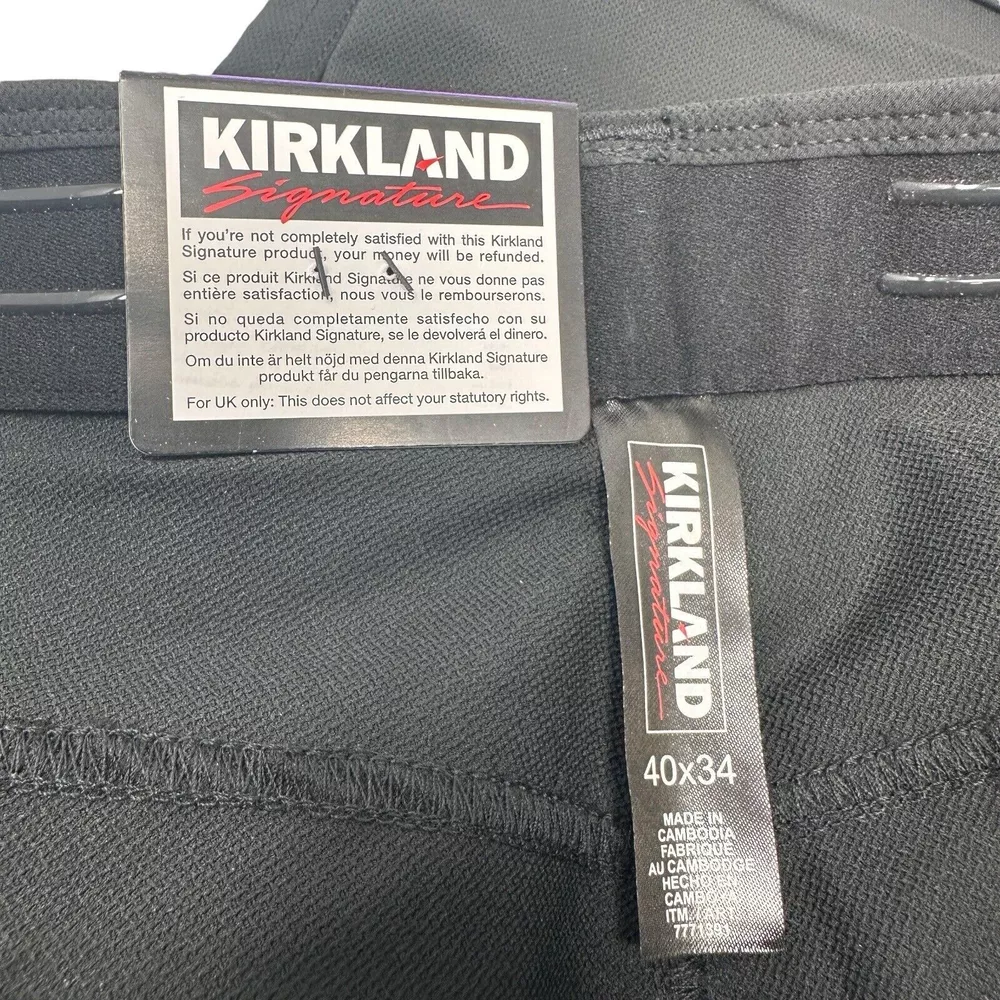 KIRKLAND
Signature
If you're not completely satisfied with this Kirkland
Signature product, your money will be refunded.
Si ce produit Kirkland Signature ne vous donne pas
entière satisfaction, nous vous le rembourserons.
Si no queda completamente satisfecho con su
producto Kirkland Signature, se le devolverá el dinero.
Om du inte är helt nöjd med denna Kirkland Signature
produkt får du pengarna tillbaka.
For UK only: This does not affect your statutory rights.
KIRKLAND
Signature
40x34
MADE IN
CAMBODIA
FABRIQUE
AU CAMBODGE
HECHO EN
CAMBOYA
ITM. / ART.